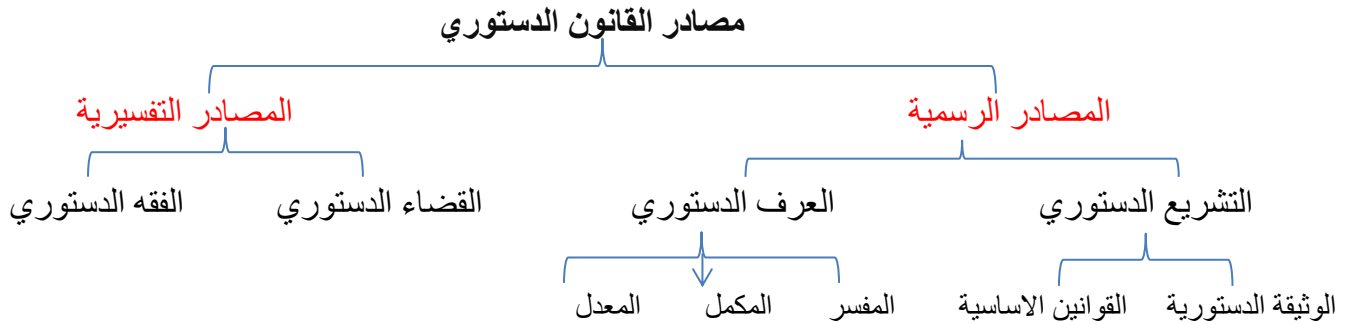 مصادر القانون الدستوري
المصادر الرسمية المصادر التفسيرية
التشريع الدستوري العرف الدستوري القضاء الدستوري الفقه الدستوري
الوثيقة الدستورية القوانين الاساسية المفسر المكمل المعدل